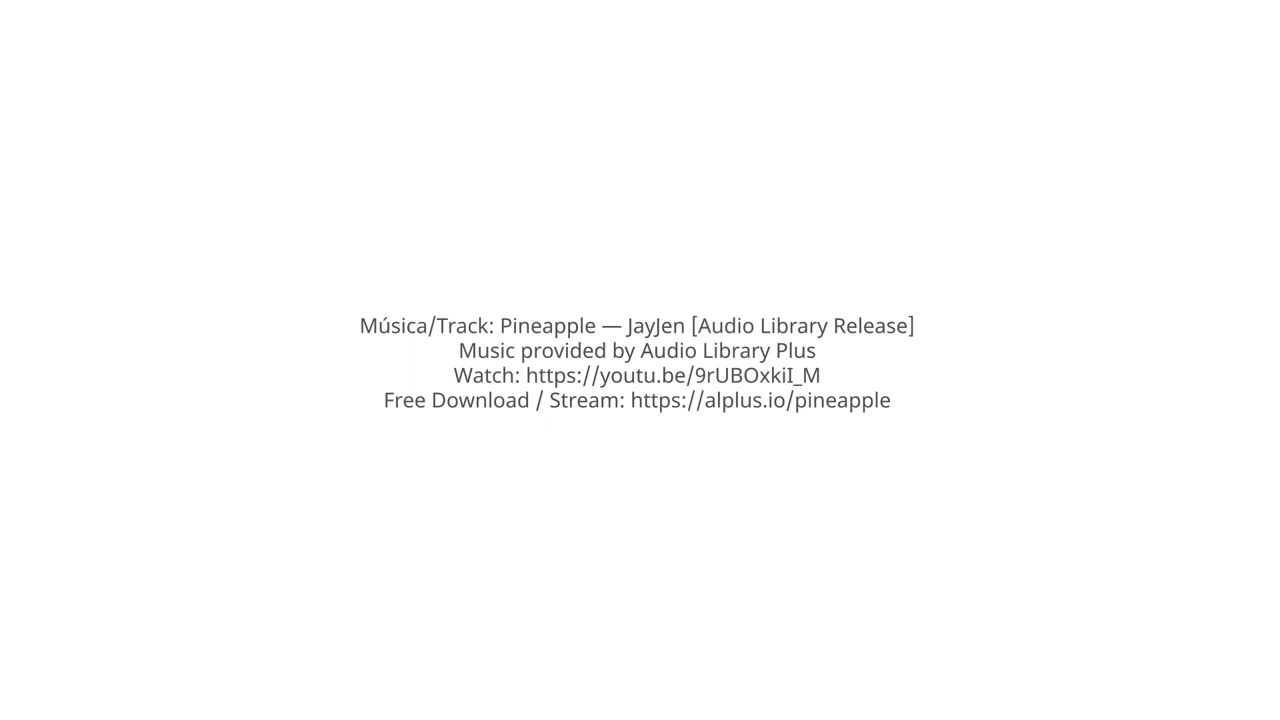 Música/Track: Pineapple — JayJen [Audio Library Release]
Music provided by Audio Library Plus
Watch: https://youtu.be/9rUBOxkiI_M
Free Download / Stream: https://alplus.io/pineapple